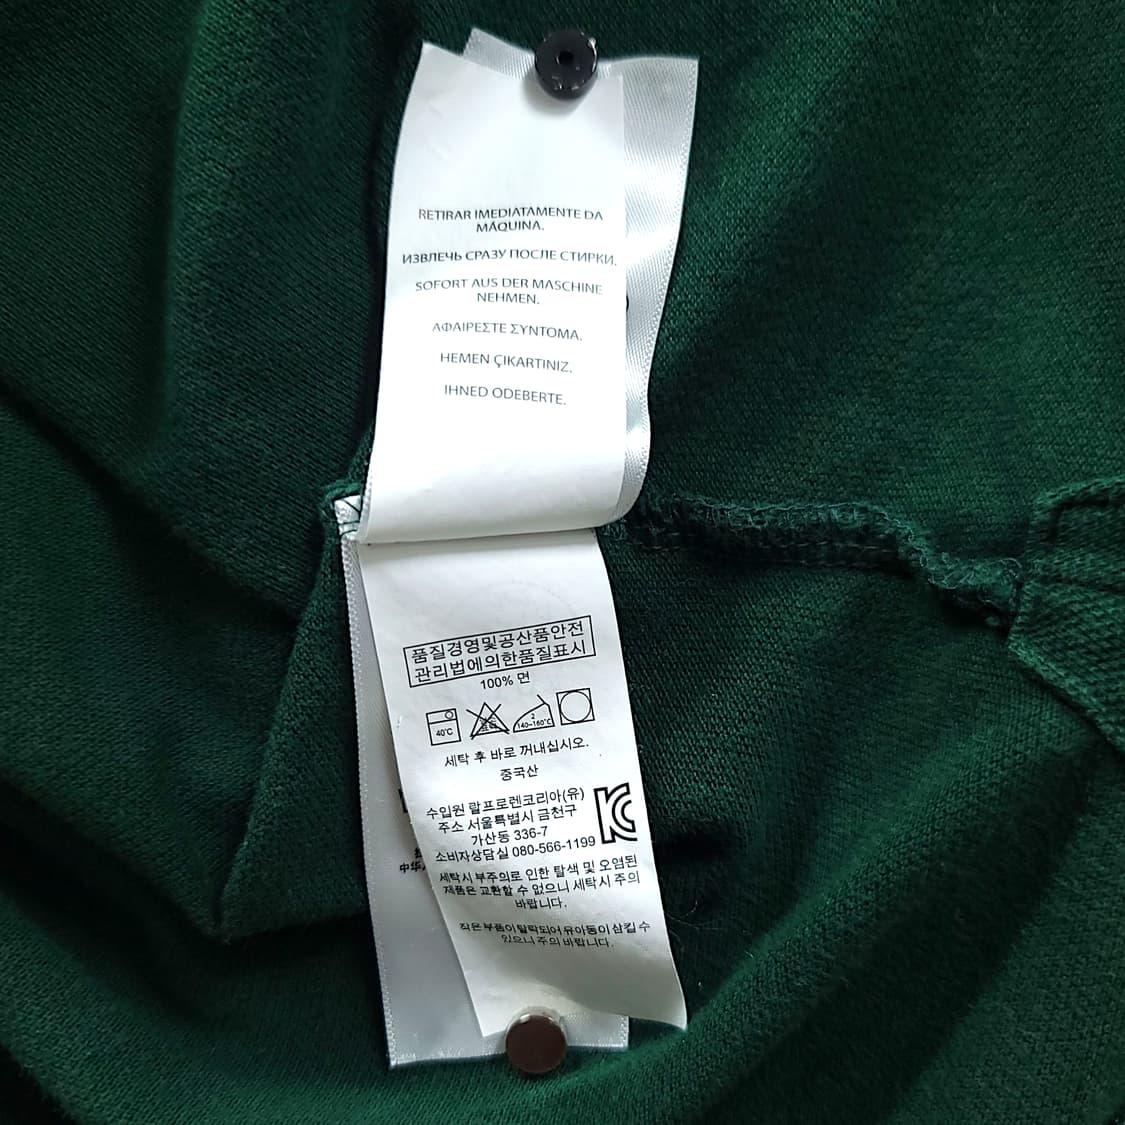 RETIRAR IMEDIATAMENTE DA
MÁQUINA.
ИЗВЛЕЧЬ СРАЗУ ПОСЛЕ СТИРКИ.
SOFORT AUS DER MASCHINE
NEHMEN.
ΑΦΑΙΡΕΣΤΕ ΣΥΝΤΟΜΑ.
HEMEN ÇIKARTINIZ.
IHNED ODEBERTE.
품질경영및공산품안전
관리법에의한품질표시
100% 면
40°C
2
140~160°C
세탁 후 바로 꺼내십시오.
중국산
수입원 랄프로렌코리아(유)
주소 서울특별시 금천구
가산동 336-7
소비자상담실 080-566-1199
세탁시 부주의로 인한 탈색 및 오염된
제품은 교환할 수 없으니 세탁시 주의
바랍니다.
작은 부품이 탈락되어 유아동이 삼킬 수
있으니 주의 바랍니다.
中华